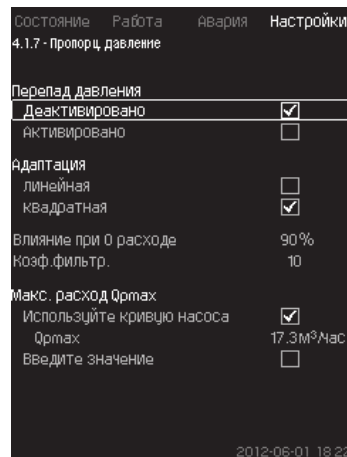 Состояние Работа Авария Настройки
4.1.7 - Пропорц. давление
Перепад давления
Деактивировано
Активировано
Адаптация
линейная
квадратная
Влияние при 0 расходе 90%
Коэф.фильтр. 10
Макс. расход Qpmax
Используйте кривую насоса
Qpmax 17.3м³/час
Введите значение
2012-06-01 18:22